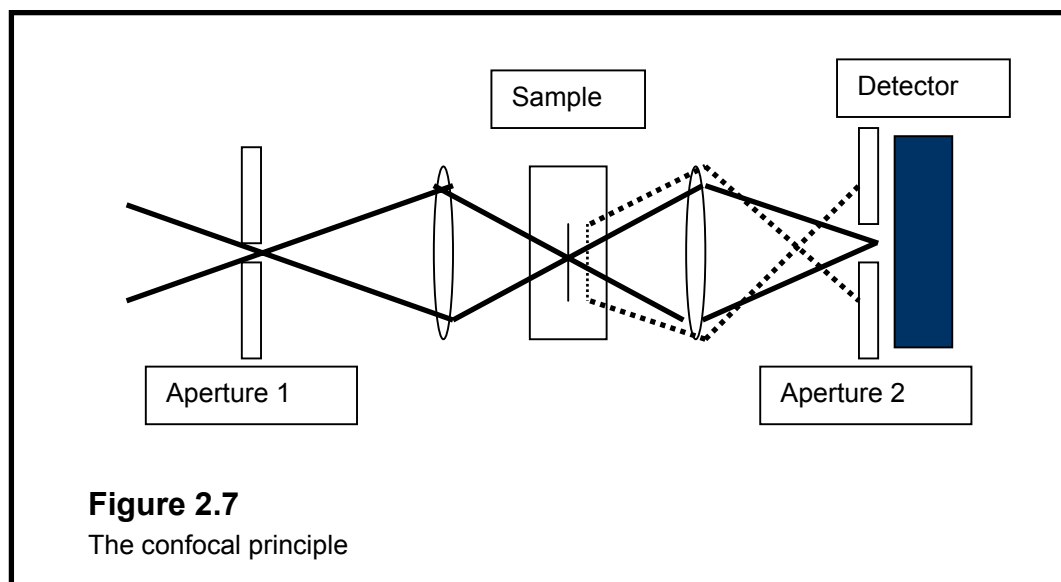 Sample
Detector
Aperture 1
Aperture 2
Figure 2.7
The confocal principle